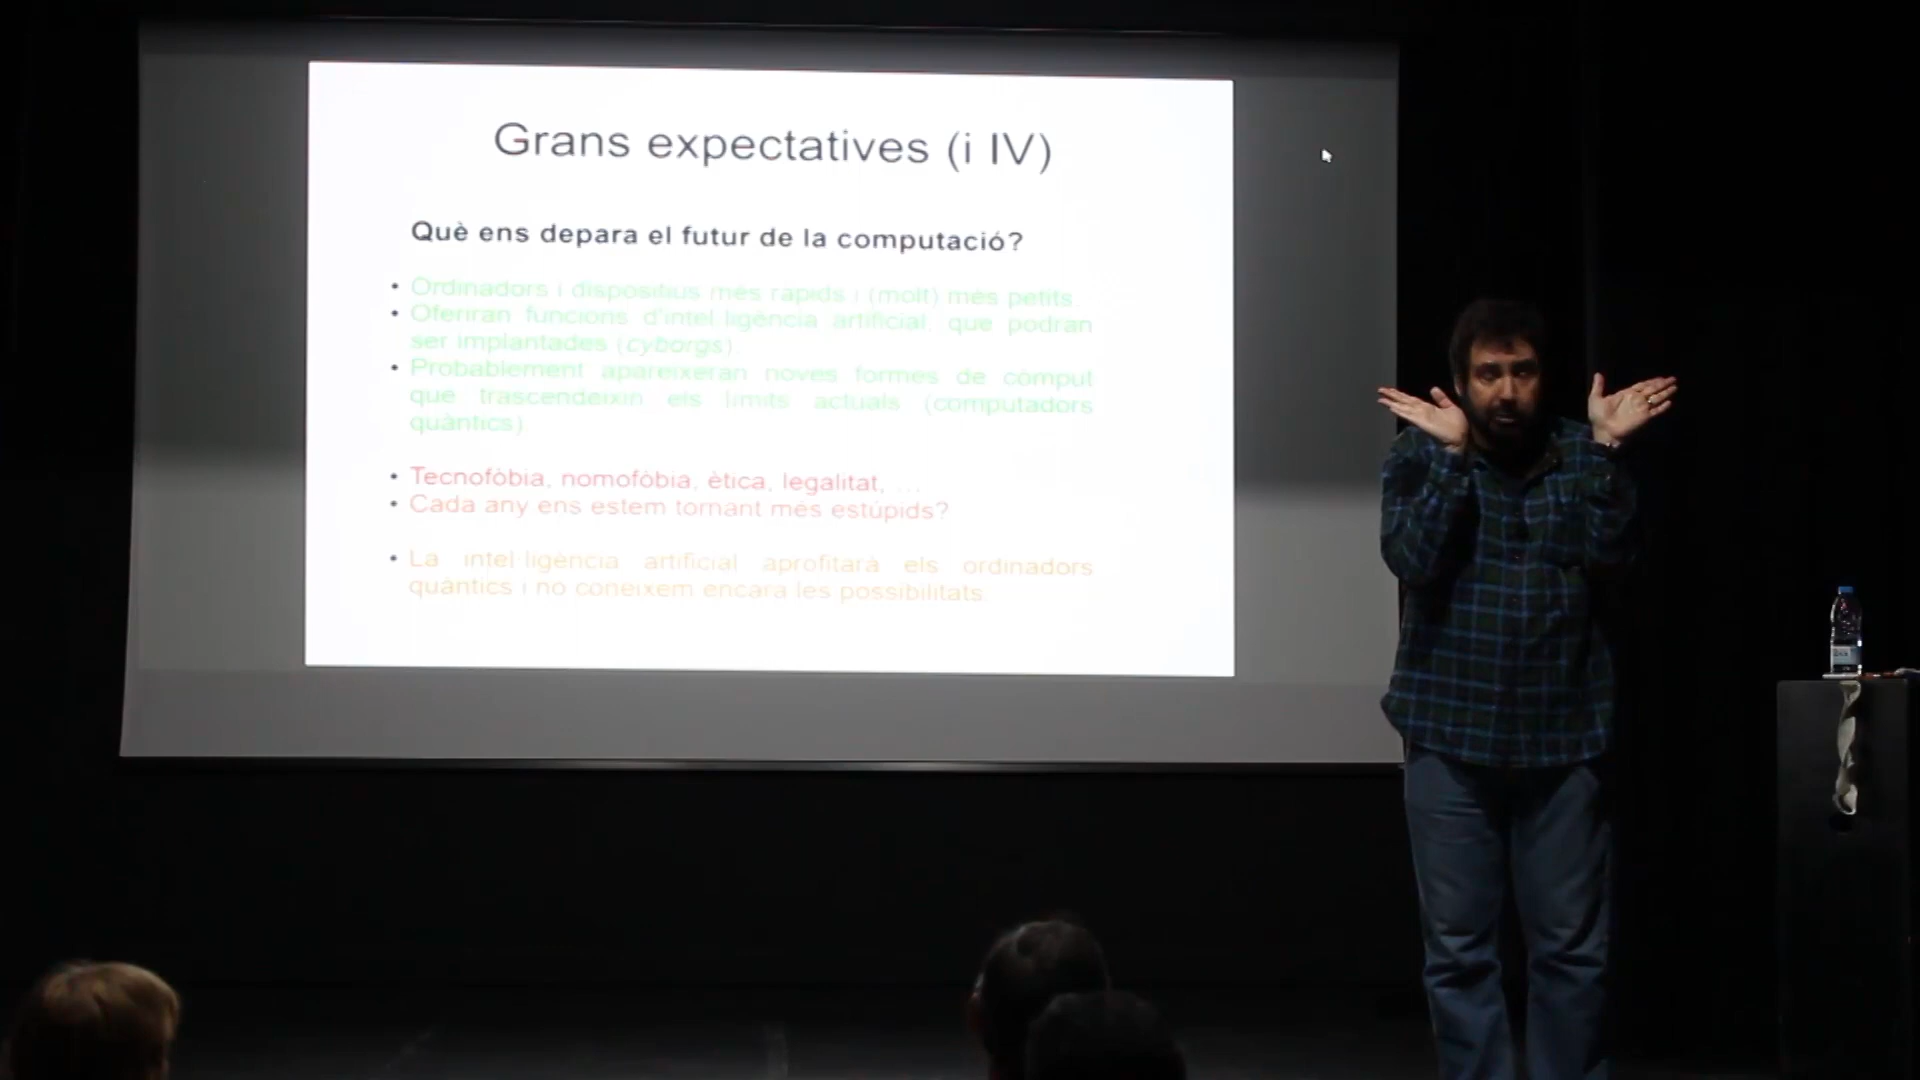 Grans expectatives (i IV)
Què ens depara el futur de la computació?
• Ordinadors i dispositius més ràpids i (molt) més petits.
• Oferiran funcions d'intel·ligència artificial, que podran
ser implantades (cyborgs).
• Probablement apareixeran noves formes de còmput
que trascendeixin els límits actuals (computadors
quàntics).
• Tecnofòbia, nomofòbia, ètica, legalitat, ...
• Cada any ens estem tornant més estúpids?
• La intel·ligència artificial aprofitarà els ordinadors
quàntics i no coneixem encara les possibilitats.